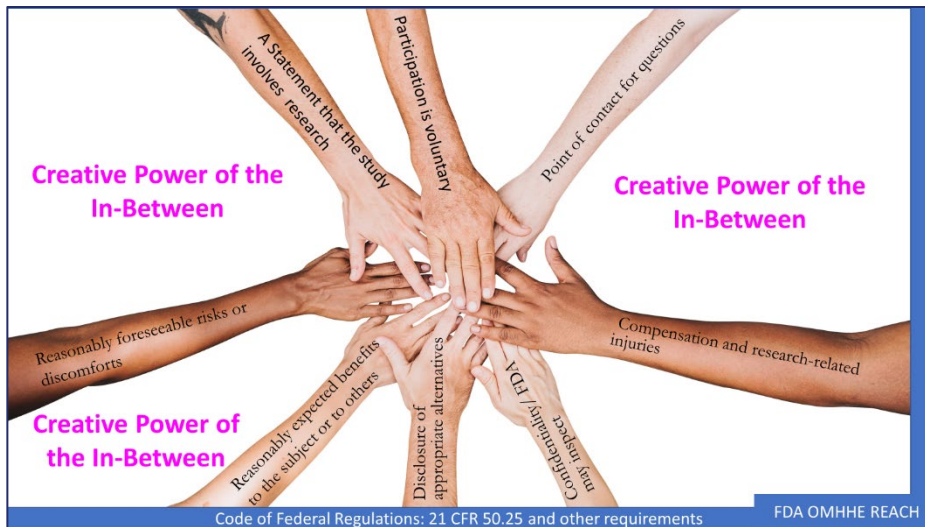 A Statement that the study
involves research
Participation is voluntary
Point of contact for questions
Creative Power of the
In-Between
Creative Power of the
In-Between
Reasonably foreseeable risks or
discomforts
Compensation and research-related
injuries
Creative Power of
the In-Between
Reasonably expected benefits
to the subject or to others
Disclosure of
appropriate alternatives
Confidentiality/ FDA
may inspect
Code of Federal Regulations: 21 CFR 50.25 and other requirements
FDA OMHHE REACH